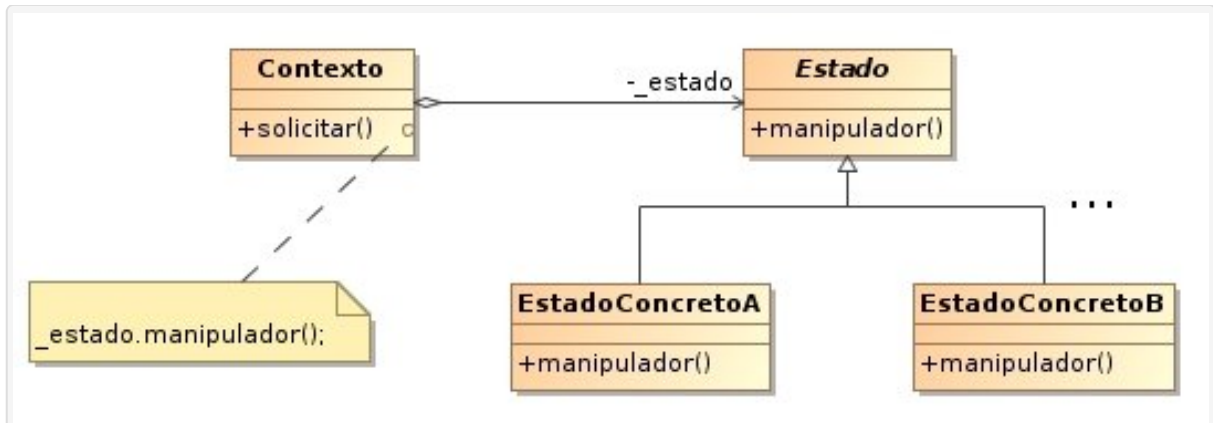 Contexto
+solicitar()
-_estado
Estado
+manipulador()
...
_estado.manipulador();
EstadoConcretoA
+manipulador()
EstadoConcretoB
+manipulador()